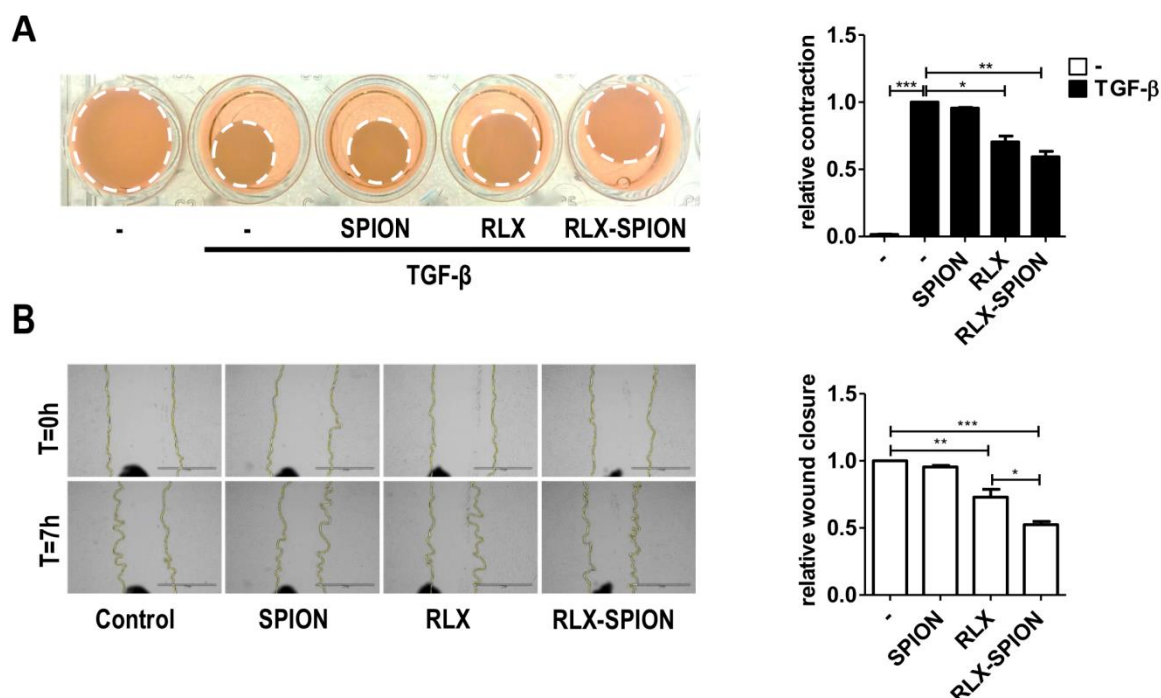 A
-
-
SPION
RLX
RLX-SPION
TGF-β
relative contraction
1.5
1.0
0.5
0.0
***
*
**
-
TGF-β
-
-
SPION
RLX
RLX-SPION
B
T=0h
T=7h
Control
SPION
RLX
RLX-SPION
relative wound closure
1.5
1.0
0.5
0.0
***
**
*
-
SPION
RLX
RLX-SPION